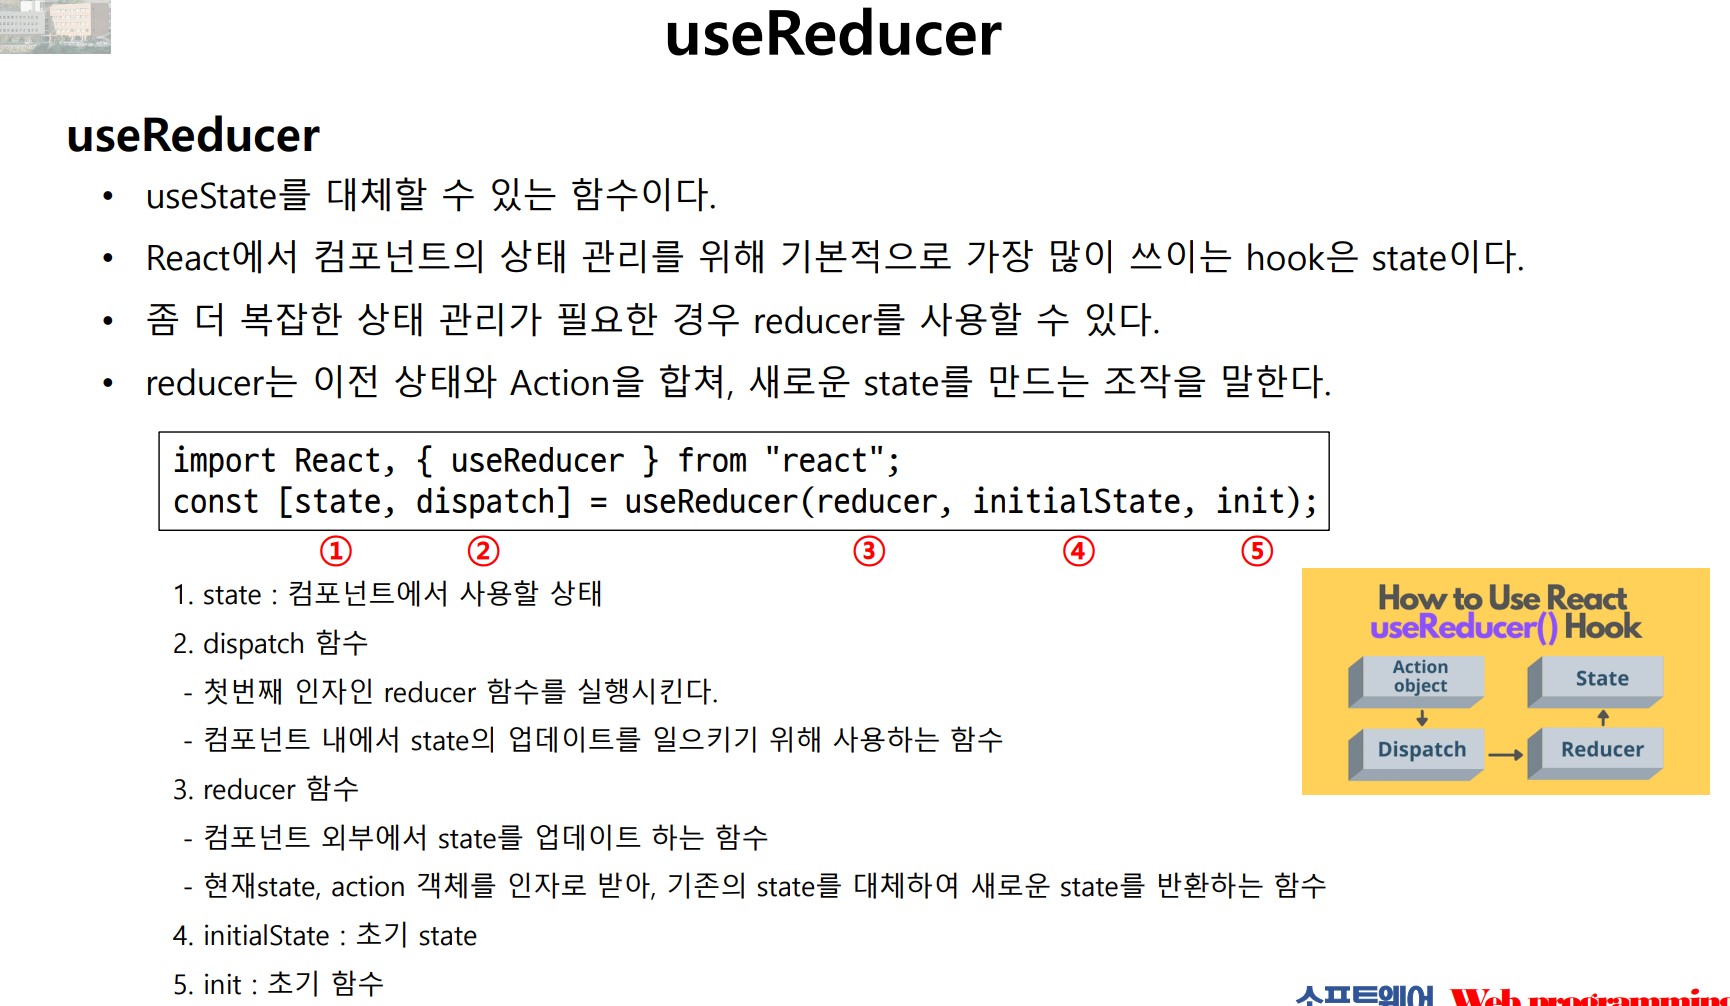 useReducer
useReducer
• useState를 대체할 수 있는 함수이다.
• React에서 컴포넌트의 상태 관리를 위해 기본적으로 가장 많이 쓰이는 hook은 state이다.
• 좀 더 복잡한 상태 관리가 필요한 경우 reducer를 사용할 수 있다.
• reducer는 이전 상태와 Action을 합쳐, 새로운 state를 만드는 조작을 말한다.
import React, { useReducer } from "react";
const [state, dispatch] = useReducer(reducer, initialState, init);
① ② ③ ④ ⑤
1. state : 컴포넌트에서 사용할 상태
2. dispatch 함수
- 첫번째 인자인 reducer 함수를 실행시킨다.
- 컴포넌트 내에서 state의 업데이트를 일으키기 위해 사용하는 함수
3. reducer 함수
- 컴포넌트 외부에서 state를 업데이트 하는 함수
- 현재state, action 객체를 인자로 받아, 기존의 state를 대체하여 새로운 state를 반환하는 함수
4. initialState : 초기 state
5. init : 초기 함수
How to Use React
useReducer() Hook
Action
object
State
Dispatch
Reducer
소프트웨어 Web programming